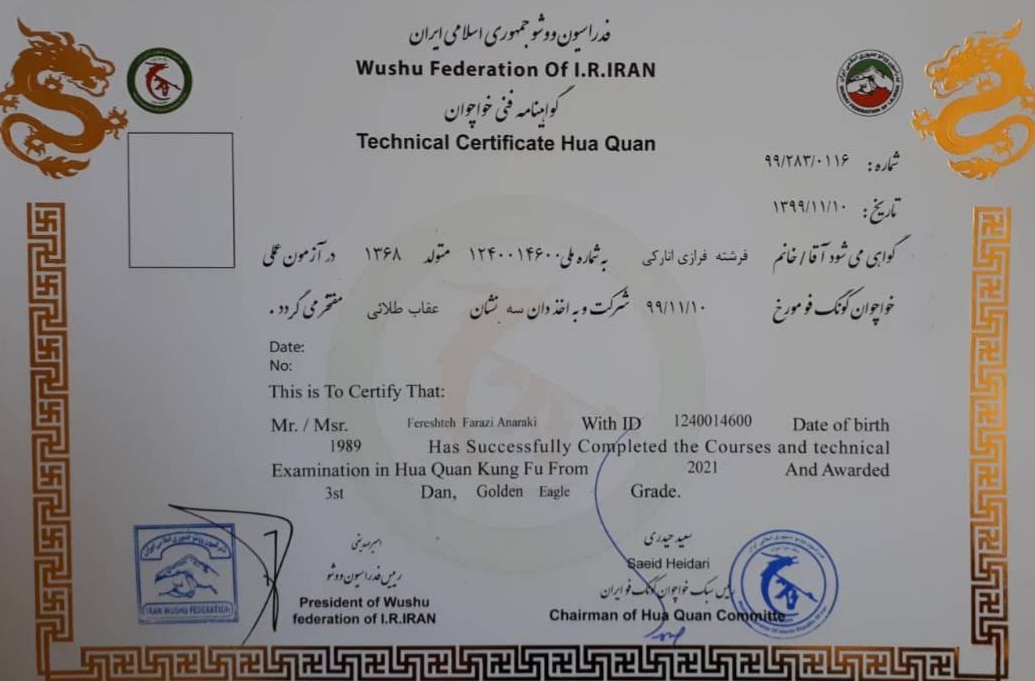 فدراسیون ووشو جمهوری اسلامی ایران
Wushu Federation Of I.R.IRAN
گواهینامه فنی خواچوان
Technical Certificate Hua Quan
شماره: ۹۹/۲۸۳/۰۱۱۶
تاریخ: ۱۳۹۹/۱۱/۱۰
گواهی می شود آقا / خانم فرشته فرازی انارکی به شماره ملی ۱۲۴۰۰۱۴۶۰۰ متولد ۱۳۶۸ در آزمون عملی
خواچوان کونگ فو مورخ ۹۹/۱۱/۱۰ شرکت و به اخذ دان سه نشان عقاب طلائی مفتخر می گردد .
Date:
No:
This is To Certify That:
Mr. / Msr. Fereshteh Farazi Anaraki With ID 1240014600 Date of birth
1989 Has Successfully Completed the Courses and technical
Examination in Hua Quan Kung Fu From 2021 And Awarded
3st Dan, Golden Eagle Grade.
امیر صدیقی
رییس فدراسیون ووشو
President of Wushu
federation of I.R.IRAN
سعید حیدری
Saeid Heidari
رییس سبک خواچوان کونگ فو ایران
Chairman of Hua Quan Committe
IRAN WUSHU FEDERATION